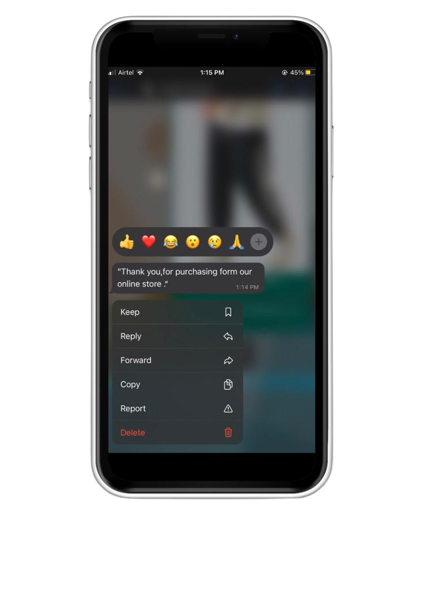 Airtel 1:15 PM 45%
"Thank you,for purchasing form our
online store ."
1:14 PM
Keep
Reply
Forward
Copy
Report
Delete